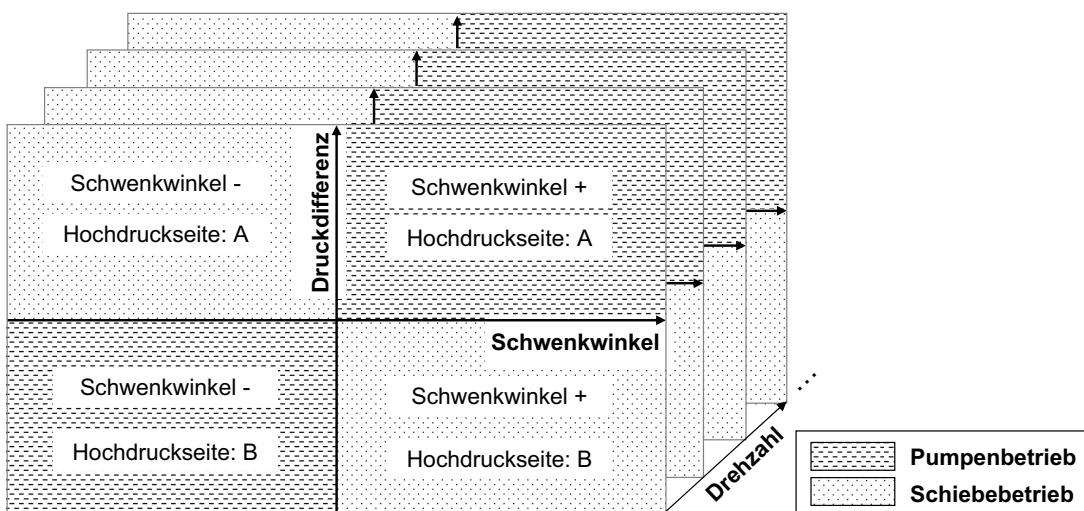 Druckdifferenz
Schwenkwinkel -
Hochdruckseite: A
Schwenkwinkel +
Hochdruckseite: A
Schwenkwinkel
Schwenkwinkel -
Hochdruckseite: B
Schwenkwinkel +
Hochdruckseite: B
Drehzahl
...
Pumpenbetrieb
Schiebebetrieb